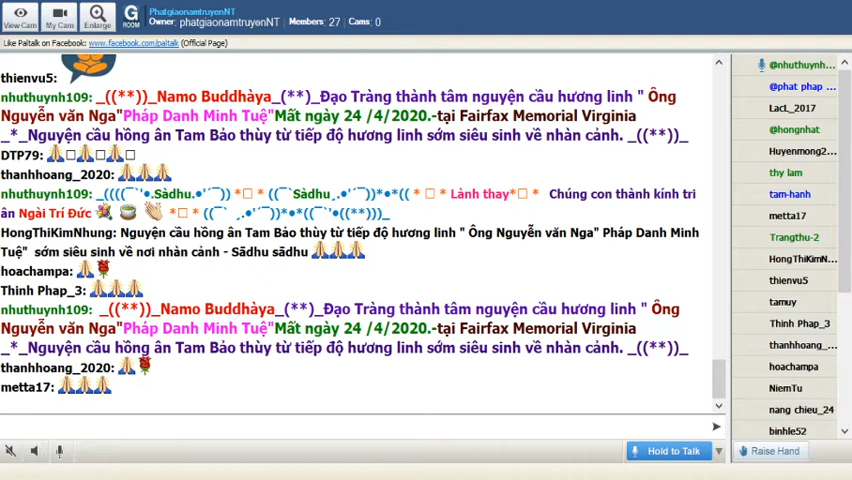 PhatgiaonamtruyenNT
Owner: phatgiaonamtruyenNT Members: 27 Cams: 0
View Cam My Cam Enlarge G ROOM
Like Paltalk on Facebook: www.facebook.com/paltalk (Official Page)
thienvu5:
nhuthuynh109: _((**))_Namo Buddhàya_(**)_Đạo Tràng thành tâm nguyện cầu hương linh " Ông
Nguyễn văn Nga"Pháp Danh Minh Tuệ"Mất ngày 24 /4/2020.-tại Fairfax Memorial Virginia
_*_Nguyện cầu hồng ân Tam Bảo thùy từ tiếp độ hương linh sớm siêu sinh về nhàn cảnh. _((**))_
DTP79: 🙏□🙏□🙏□
thanhhoang_2020: 🙏🙏🙏
nhuthuynh109: _((((¯`'•.Sàdhu.•'´¯)) *□ * ((¯`Sàdhu´.•'´¯))*•*(( * □ * Lành thay*□ * Chúng con thành kính tri
ân Ngài Trí Đức 💐 🍵 👏 *□ * ((¯` ´.•'´¯))*•*((¯`'•((**)))_
HongThiKimNhung: Nguyện cầu hồng ân Tam Bảo thùy từ tiếp độ hương linh " Ông Nguyễn văn Nga" Pháp Danh Minh
Tuệ" sớm siêu sinh về nơi nhàn cảnh - Sādhu sādhu 🙏🙏🙏
hoachampa: 🙏🌹
Thinh Phap_3: 🙏🙏🙏
nhuthuynh109: _((**))_Namo Buddhàya_(**)_Đạo Tràng thành tâm nguyện cầu hương linh " Ông
Nguyễn văn Nga"Pháp Danh Minh Tuệ"Mất ngày 24 /4/2020.-tại Fairfax Memorial Virginia
_*_Nguyện cầu hồng ân Tam Bảo thùy từ tiếp độ hương linh sớm siêu sinh về nhàn cảnh. _((**))_
thanhhoang_2020: 🙏🌹
metta17: 🙏🙏🙏
Hold to Talk
@nhuthuynh...
@phat phap ...
LacL_2017
@hongnhat
Huyenmong2...
thy lam
tam-hanh
metta17
Trangthu-2
HongThiKimN...
thienvu5
tamuy
Thinh Phap_3
thanhhoang_...
hoachampa
NiemTu
nang chieu_24
binhle52
Raise Hand